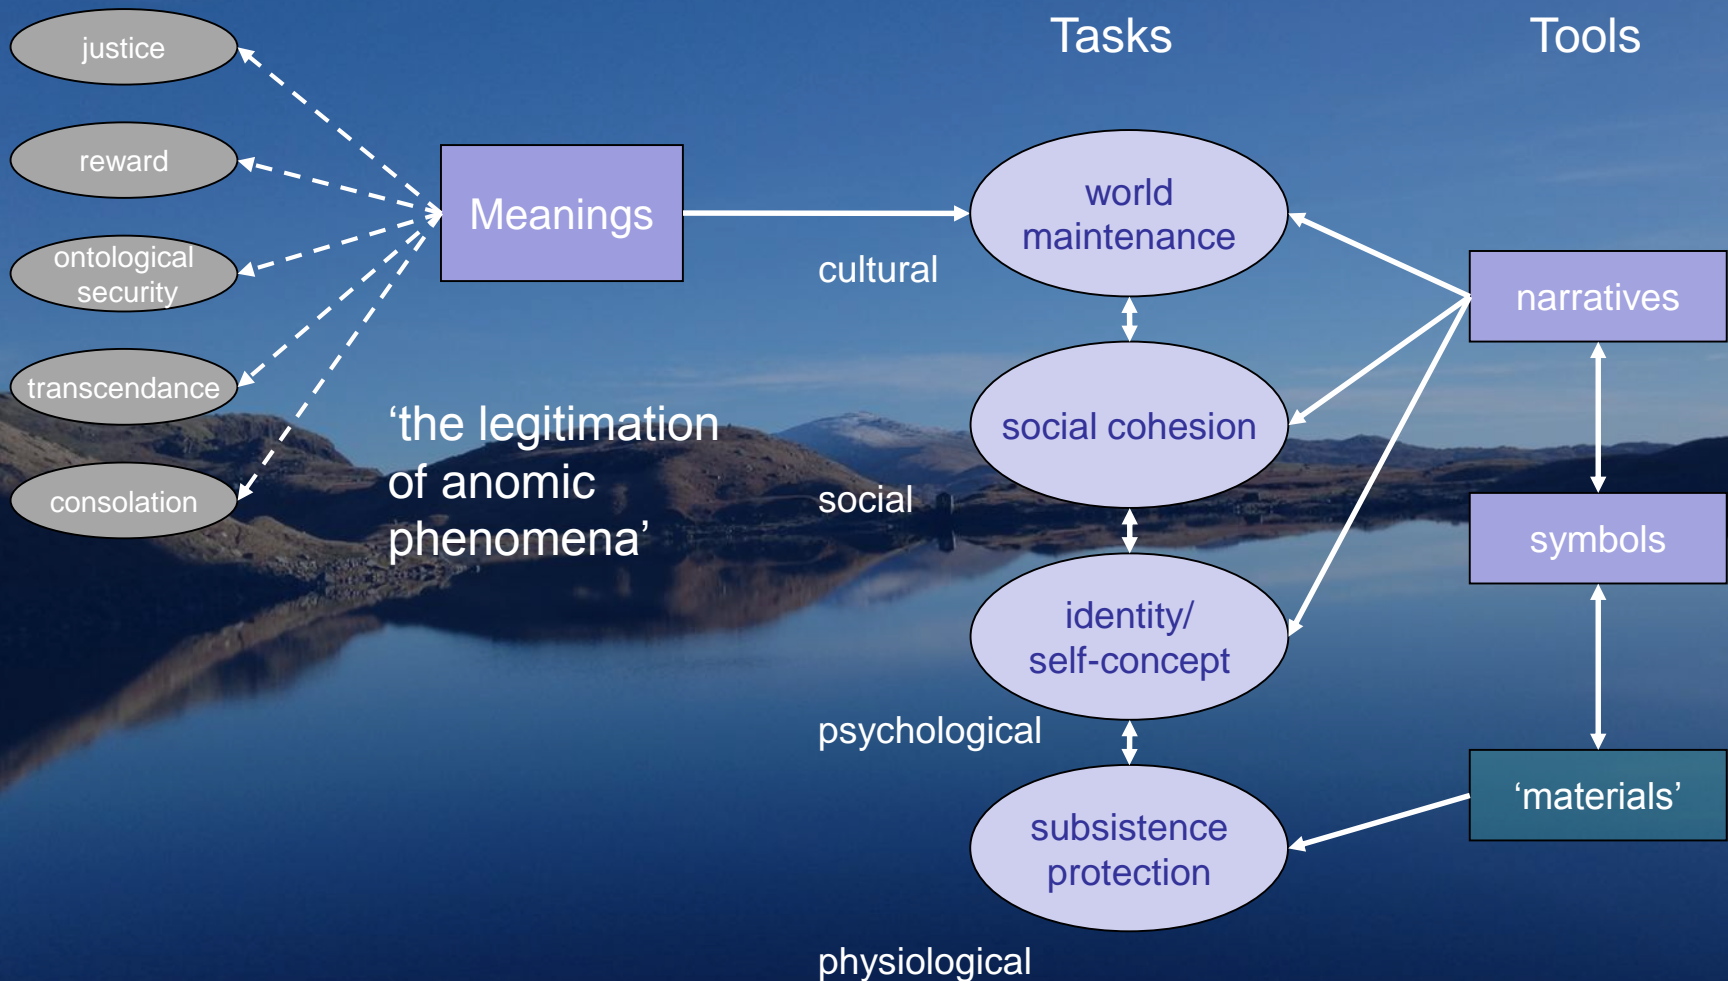 Tasks
Tools
justice
reward
ontological
security
transcendance
consolation
Meanings
‘the legitimation
of anomic
phenomena’
cultural
social
psychological
physiological
world
maintenance
social cohesion
identity/
self-concept
subsistence
protection
narratives
symbols
‘materials’